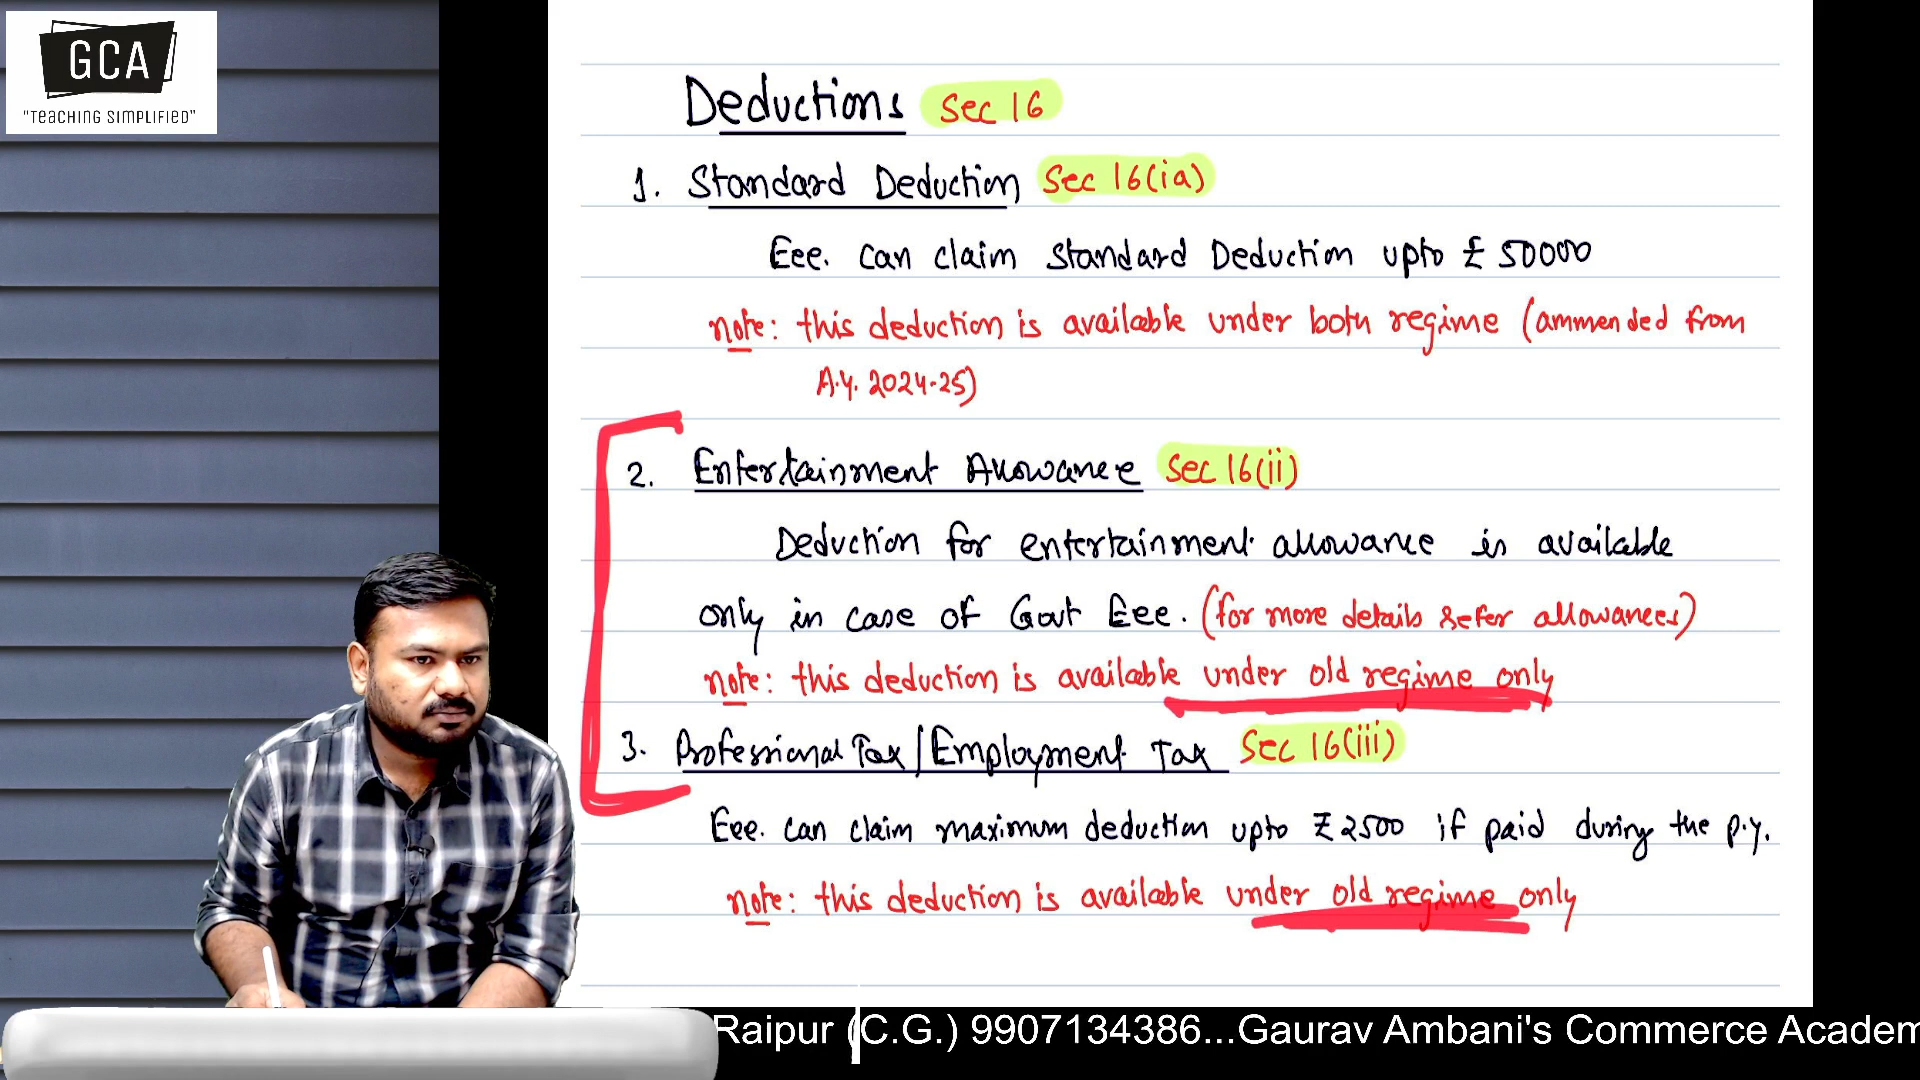 GCA
"TEACHING SIMPLIFIED"
Deductions Sec 16
1. Standard Deduction Sec 16(ia)
Eee. can claim standard Deduction upto ₹ 50000
note: this deduction is available under both regime (ammended from
A.y. 2024-25)
2. Entertainment Allowance Sec 16(ii)
Deduction for entertainment allowance is available
only in case of Govt Eee. (for more details refer allowances)
note: this deduction is available under old regime only
3. Professional Tax/Employment Tax Sec 16(iii)
Eee. can claim maximum deduction upto ₹ 2500 if paid during the p.y.
note: this deduction is available under old regime only
Raipur (C.G.) 9907134386...Gaurav Ambani's Commerce Academ